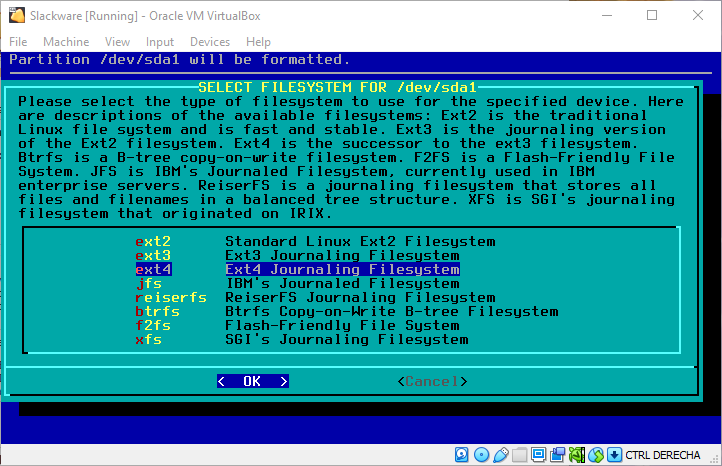 Slackware [Running] - Oracle VM VirtualBox
File Machine View Input Devices Help
Partition /dev/sda1 will be formatted.
SELECT FILESYSTEM FOR /dev/sda1
Please select the type of filesystem to use for the specified device. Here
are descriptions of the available filesystems: Ext2 is the traditional
Linux file system and is fast and stable. Ext3 is the journaling version
of the Ext2 filesystem. Ext4 is the successor to the ext3 filesystem.
Btrfs is a B-tree copy-on-write filesystem. F2FS is a Flash-Friendly File
System. JFS is IBM's Journaled Filesystem, currently used in IBM
enterprise servers. ReiserFS is a journaling filesystem that stores all
files and filenames in a balanced tree structure. XFS is SGI's journaling
filesystem that originated on IRIX.
ext2 Standard Linux Ext2 Filesystem
ext3 Ext3 Journaling Filesystem
ext4 Ext4 Journaling Filesystem
jfs IBM's Journaled Filesystem
reiserfs ReiserFS Journaling Filesystem
btrfs Btrfs Copy-on-Write B-tree Filesystem
f2fs Flash-Friendly File System
xfs SGI's Journaling Filesystem
< OK > <Cancel>
CTRL DERECHA